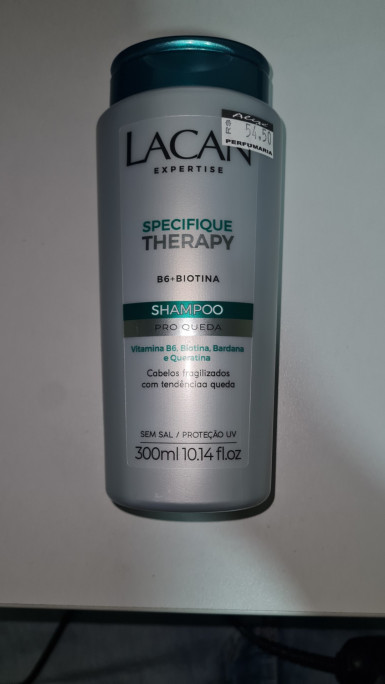 R$ 54.50
PERFUMARIA
LACAN
EXPERTISE
SPECIFIQUE
THERAPY
B6+BIOTINA
SHAMPOO
PRO QUEDA
Vitamina B6, Biotina, Bardana
e Queratina
Cabelos fragilizados
com tendênciaa queda
SEM SAL / PROTEÇÃO UV
300ml 10.14 fl.oz